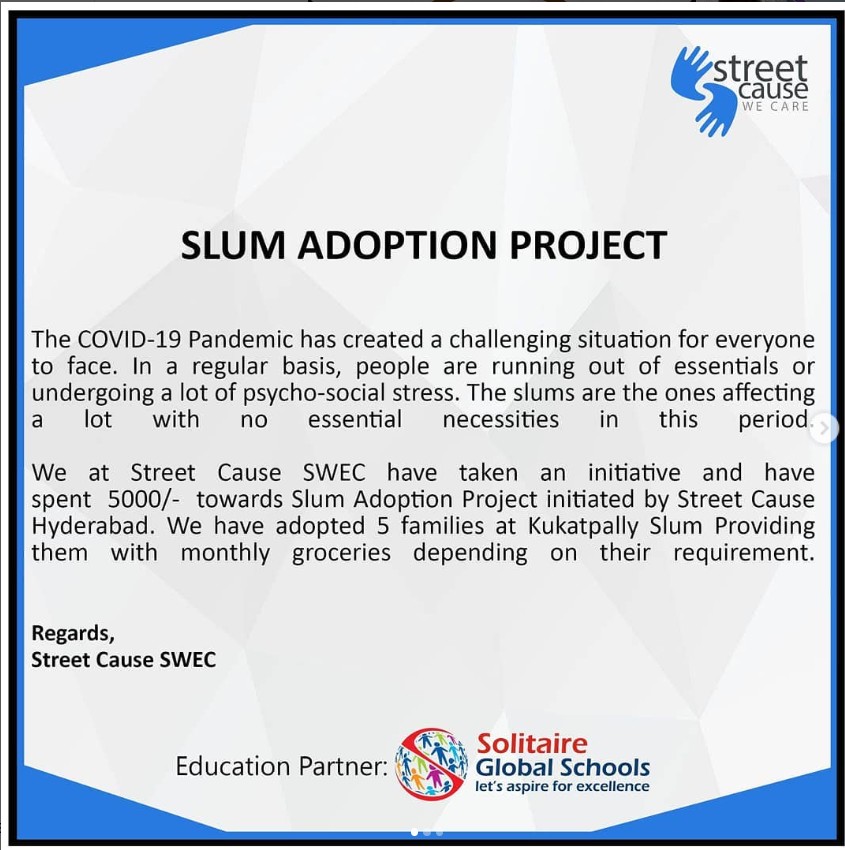 street
cause
WE CARE
SLUM ADOPTION PROJECT
The COVID-19 Pandemic has created a challenging situation for everyone
to face. In a regular basis, people are running out of essentials or
undergoing a lot of psycho-social stress. The slums are the ones affecting
a lot with no essential necessities in this period.
We at Street Cause SWEC have taken an initiative and have
spent 5000/- towards Slum Adoption Project initiated by Street Cause
Hyderabad. We have adopted 5 families at Kukatpally Slum Providing
them with monthly groceries depending on their requirement.
Regards,
Street Cause SWEC
Education Partner:
Solitaire
Global Schools
let's aspire for excellence